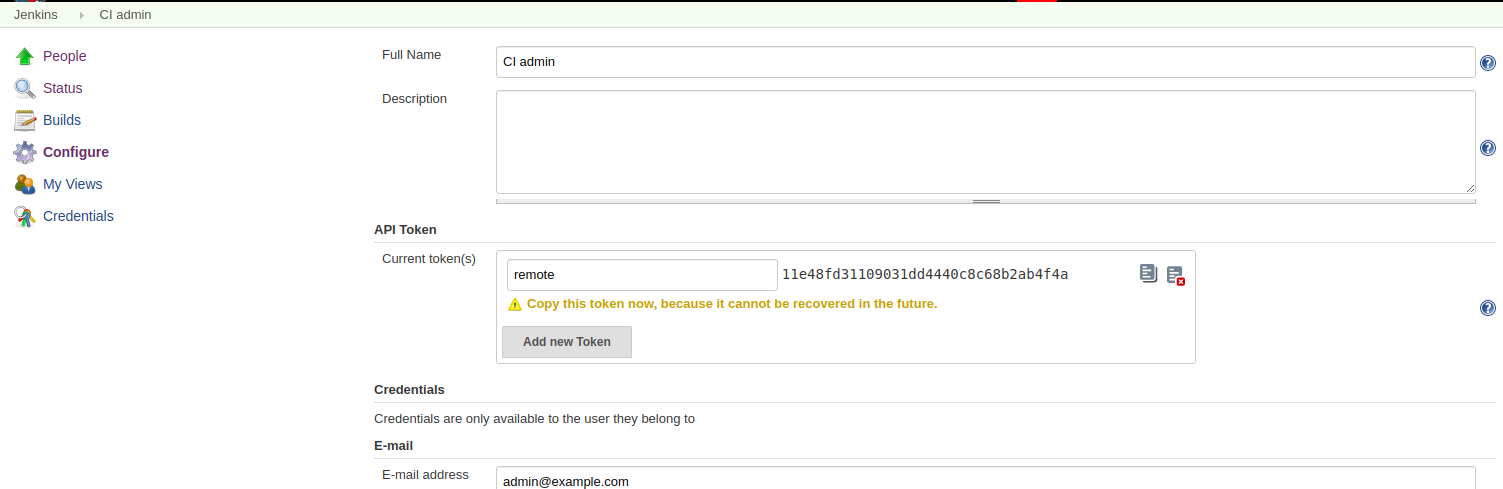 Jenkins CI admin
People
Status
Builds
Configure
My Views
Credentials
Full Name
CI admin
Description
API Token
Current token(s)
remote 11e48fd31109031dd4440c8c68b2ab4f4a
Copy this token now, because it cannot be recovered in the future.
Add new Token
Credentials
Credentials are only available to the user they belong to
E-mail
E-mail address
admin@example.com